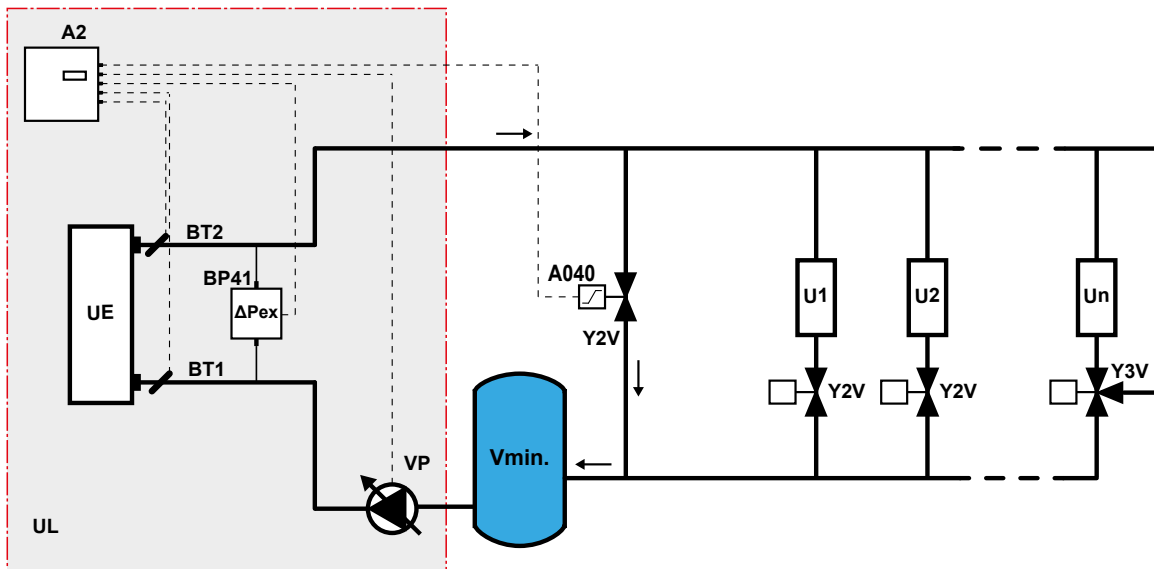 A2
BT2
BP41
A040
UE
ΔPex
U1
U2
Un
Y2V
BT1
Y2V
Y2V
Y3V
Vmin.
VP
UL